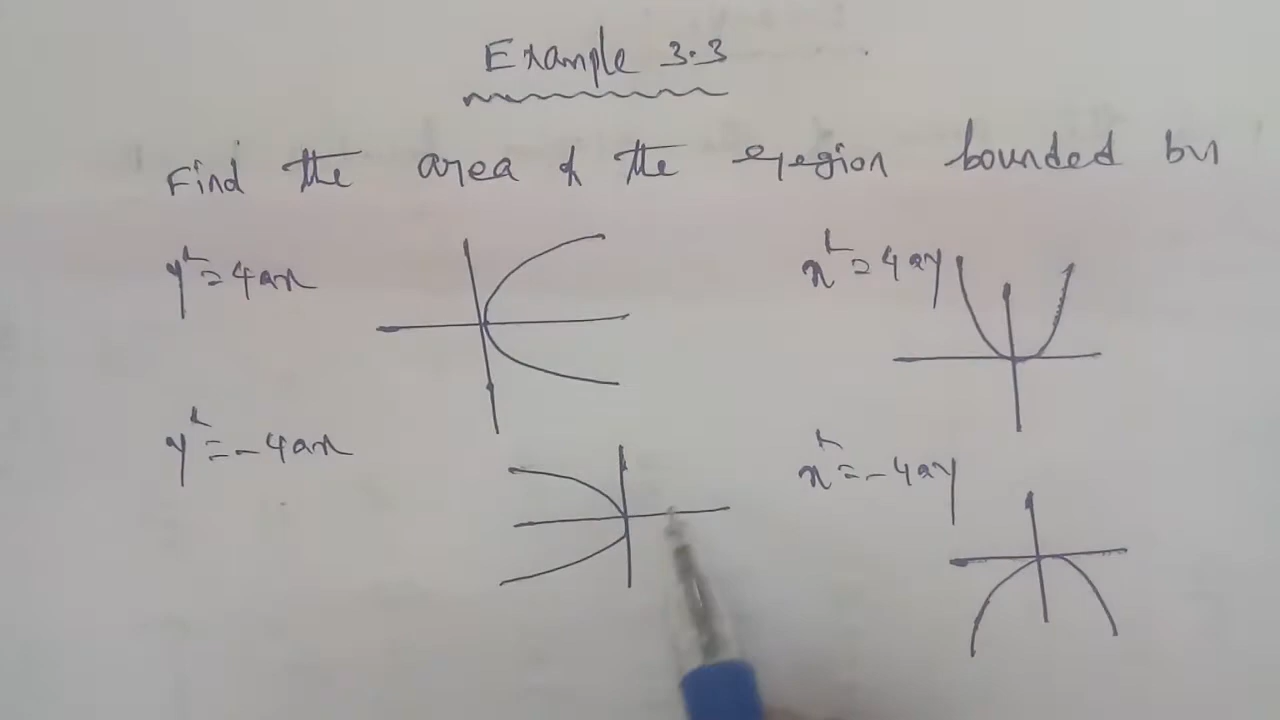 Example 3.3
Find the area of the region bounded by
y² = 4ax
x² = 4ay
y² = -4ax
x² = -4ay